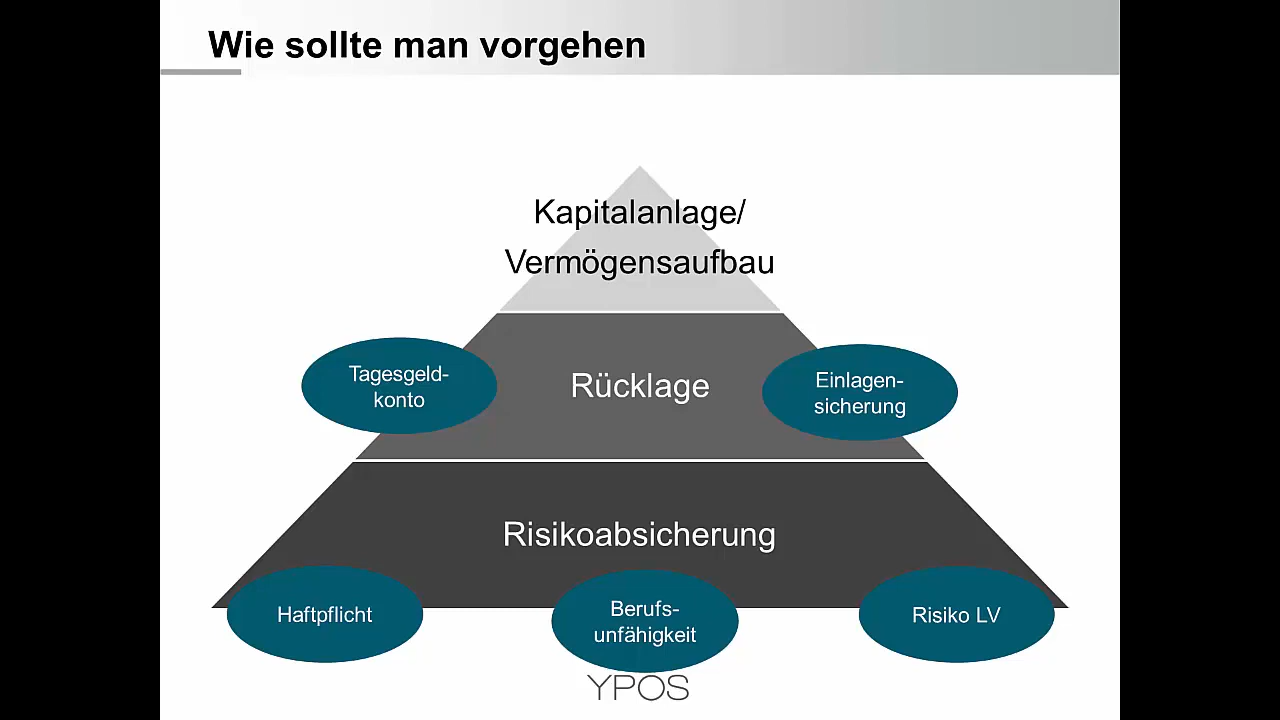 Wie sollte man vorgehen
Kapitalanlage/
Vermögensaufbau
Tagesgeld-
konto
Rücklage
Einlagen-
sicherung
Risikoabsicherung
Haftpflicht
Berufs-
unfähigkeit
Risiko LV
YPOS